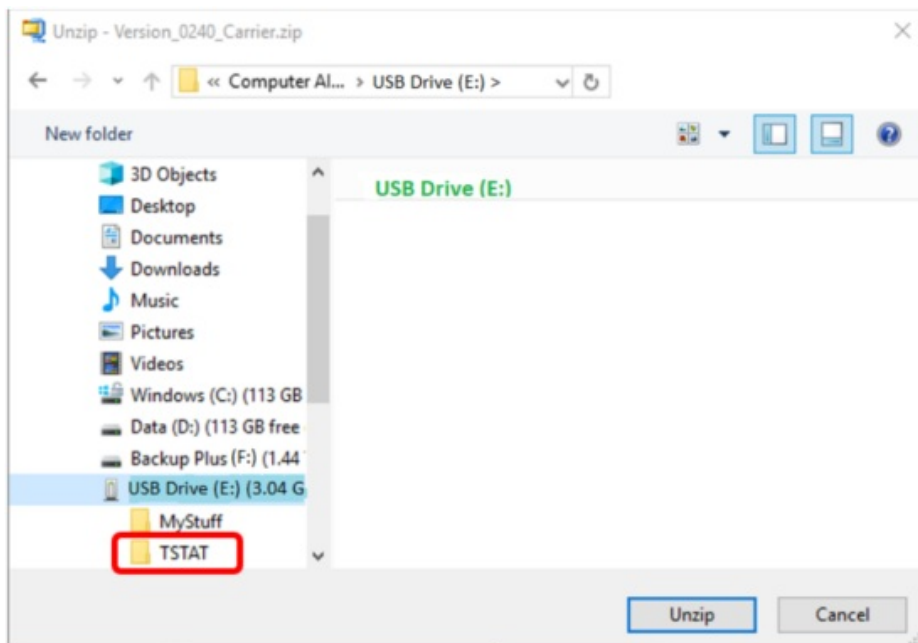 Unzip - Version_0240_Carrier.zip
« Computer Al... > USB Drive (E:) >
New folder
3D Objects
USB Drive (E:)
Desktop
Documents
Downloads
Music
Pictures
Videos
Windows (C:) (113 GB
Data (D:) (113 GB free
Backup Plus (F:) (1.44
USB Drive (E:) (3.04 G
MyStuff
TSTAT
Unzip Cancel